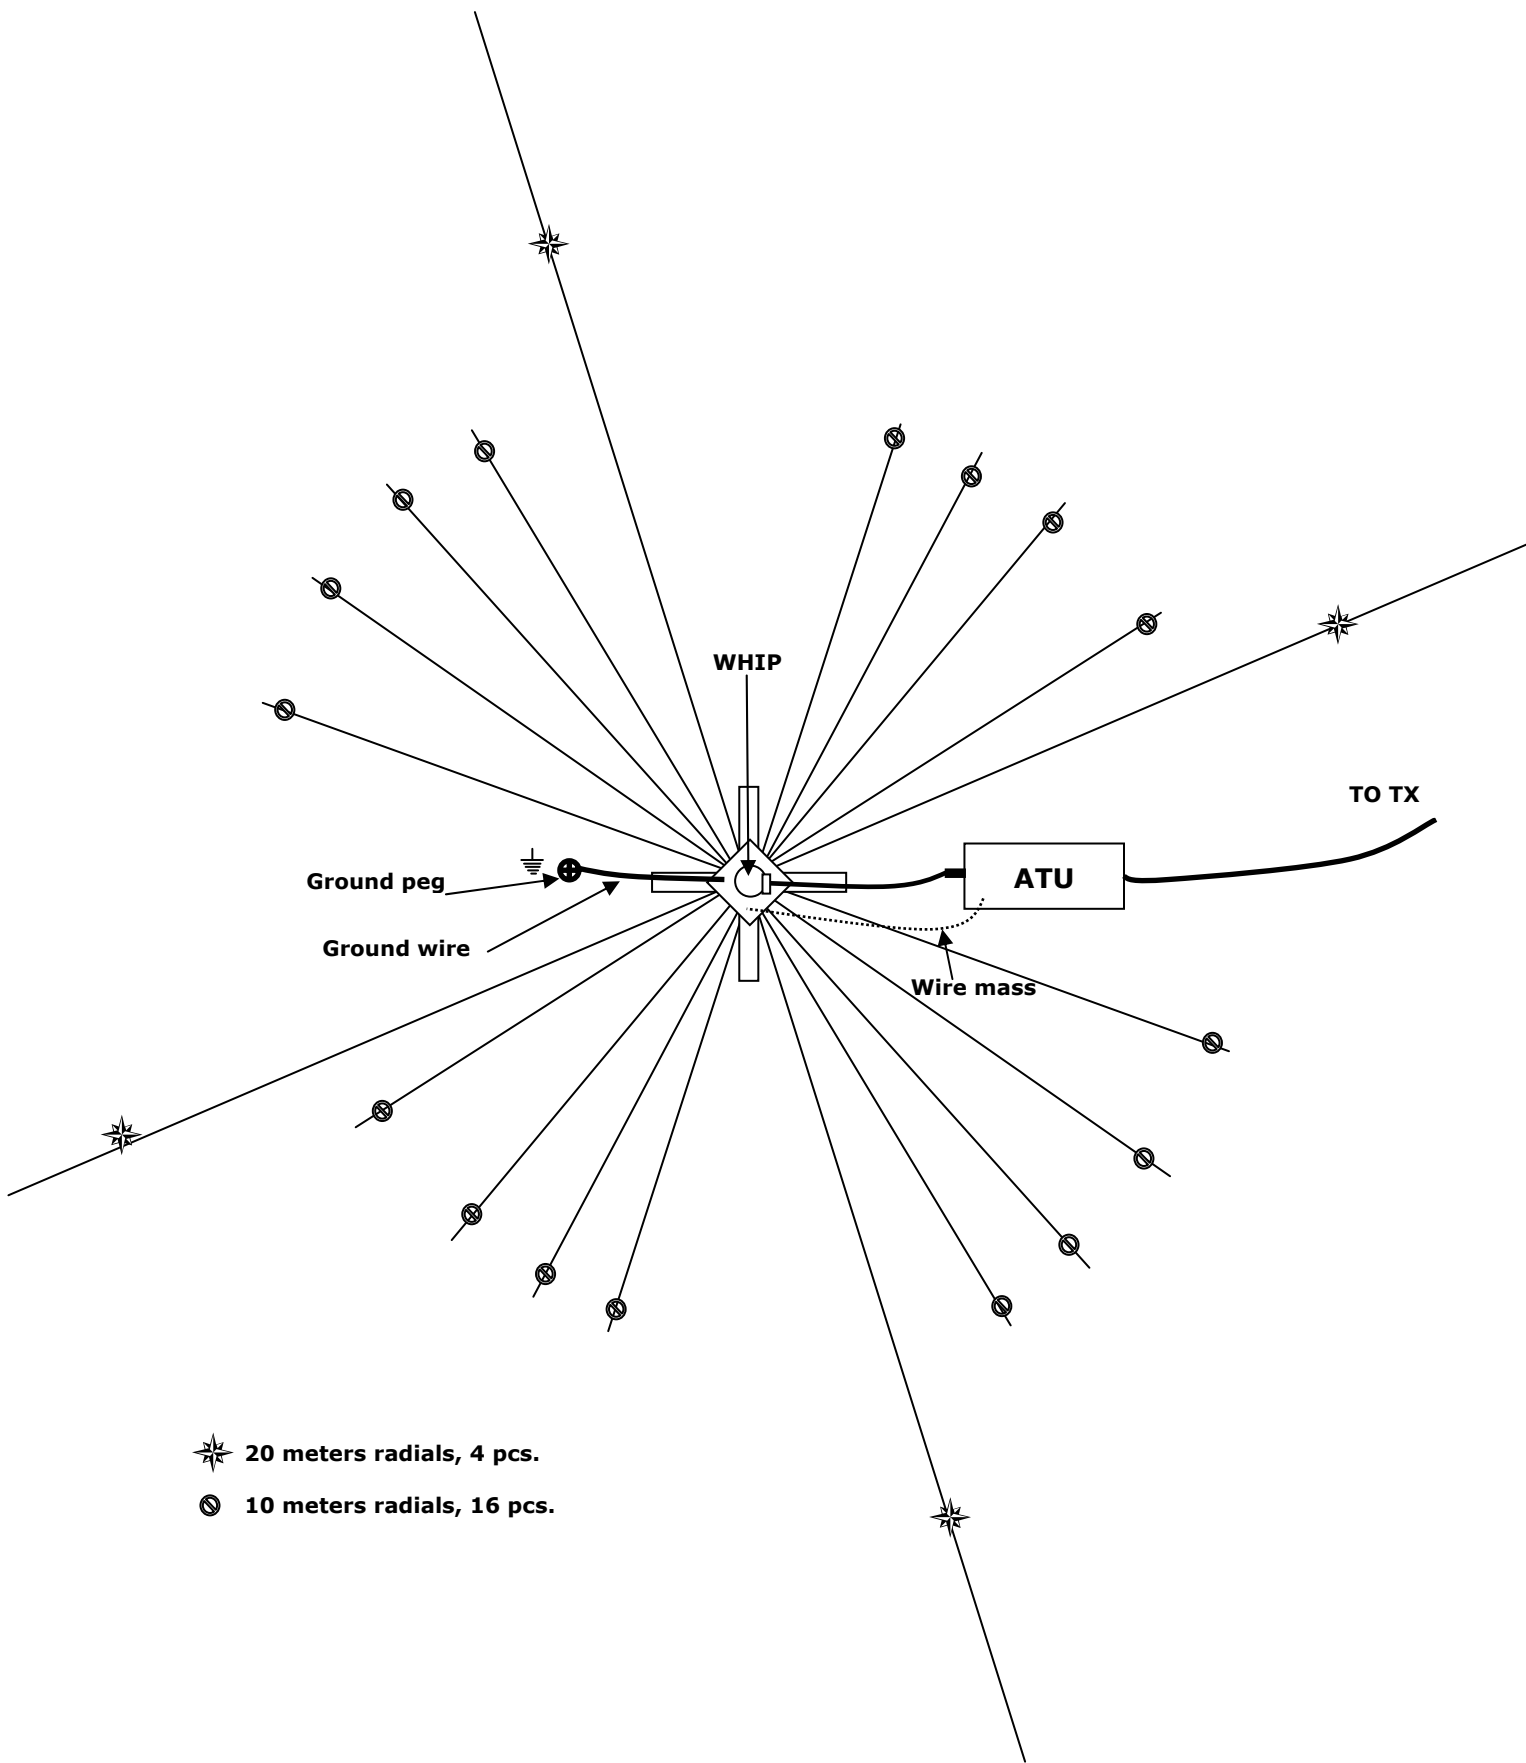 WHIP
TO TX
ATU
Ground peg
Ground wire
Wire mass
20 meters radials, 4 pcs.
10 meters radials, 16 pcs.